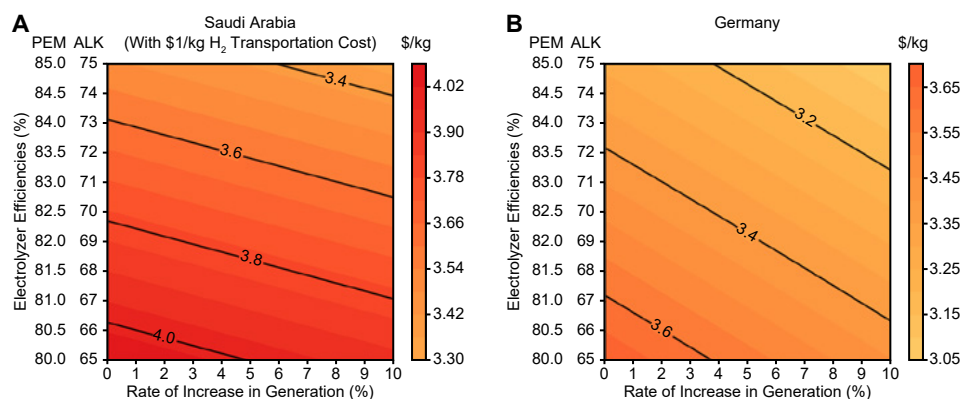 A
Saudi Arabia
(With $1/kg H2 Transportation Cost)
PEM ALK
$/kg
Electrolyzer Efficiencies (%)
85.0 75
84.5 74
84.0 73
83.5 72
83.0 71
82.5 70
82.0 69
81.5 68
81.0 67
80.5 66
80.0 65
3.4
3.6
3.8
4.0
0 1 2 3 4 5 6 7 8 9 10
Rate of Increase in Generation (%)
4.02
3.90
3.78
3.66
3.54
3.42
3.30
B
Germany
PEM ALK
$/kg
Electrolyzer Efficiencies (%)
85.0 75
84.5 74
84.0 73
83.5 72
83.0 71
82.5 70
82.0 69
81.5 68
81.0 67
80.5 66
80.0 65
3.2
3.4
3.6
0 1 2 3 4 5 6 7 8 9 10
Rate of Increase in Generation (%)
3.65
3.55
3.45
3.35
3.25
3.15
3.05